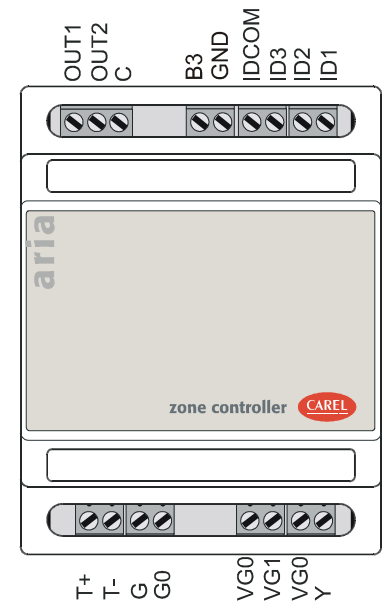 OUT1
OUT2
C
B3
GND
IDCOM
ID3
ID2
ID1
aria
zone controller CAREL
T+
T-
G
G0
VG0
VG1
VG0
Y